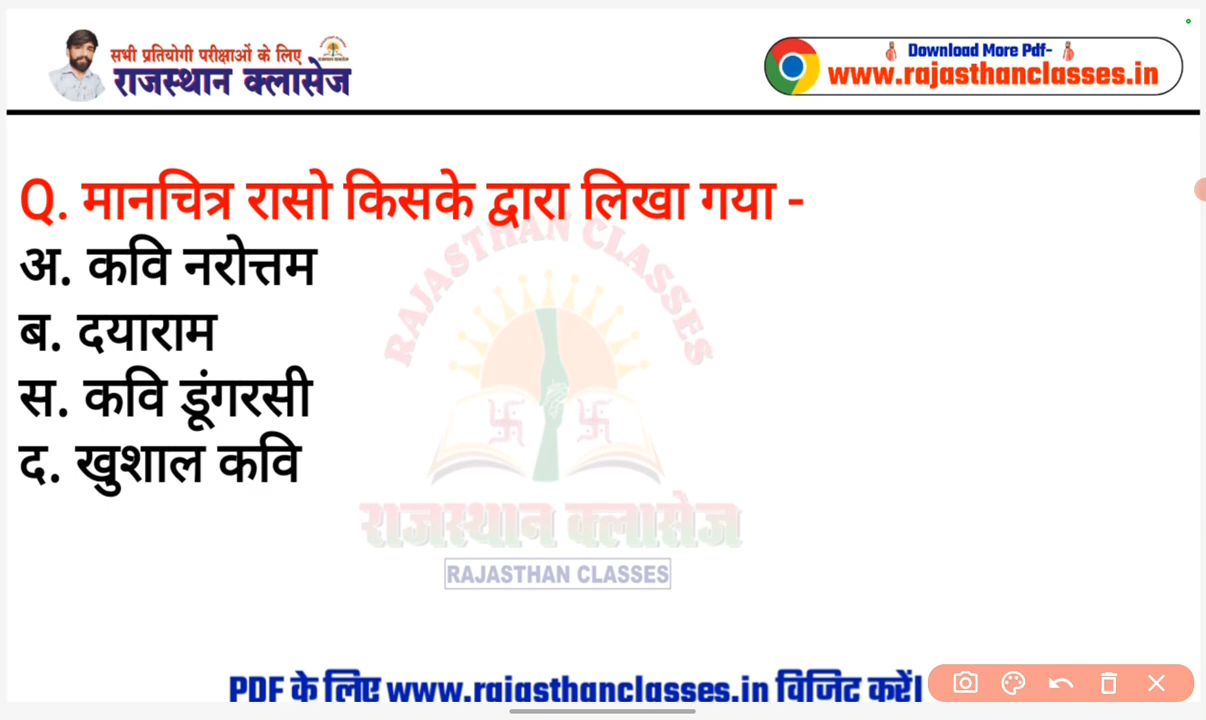 सभी प्रतियोगी परीक्षाओं के लिए
राजस्थान क्लासेज
Download More Pdf-
www.rajasthanclasses.in
Q. मानचित्र रासो किसके द्वारा लिखा गया -
अ. कवि नरोत्तम
ब. दयाराम
स. कवि डूंगरसी
द. खुशाल कवि
RAJASTHAN CLASSES
राजस्थान क्लासेज
RAJASTHAN CLASSES
PDF के लिए www.rajasthanclasses.in विजिट करें।